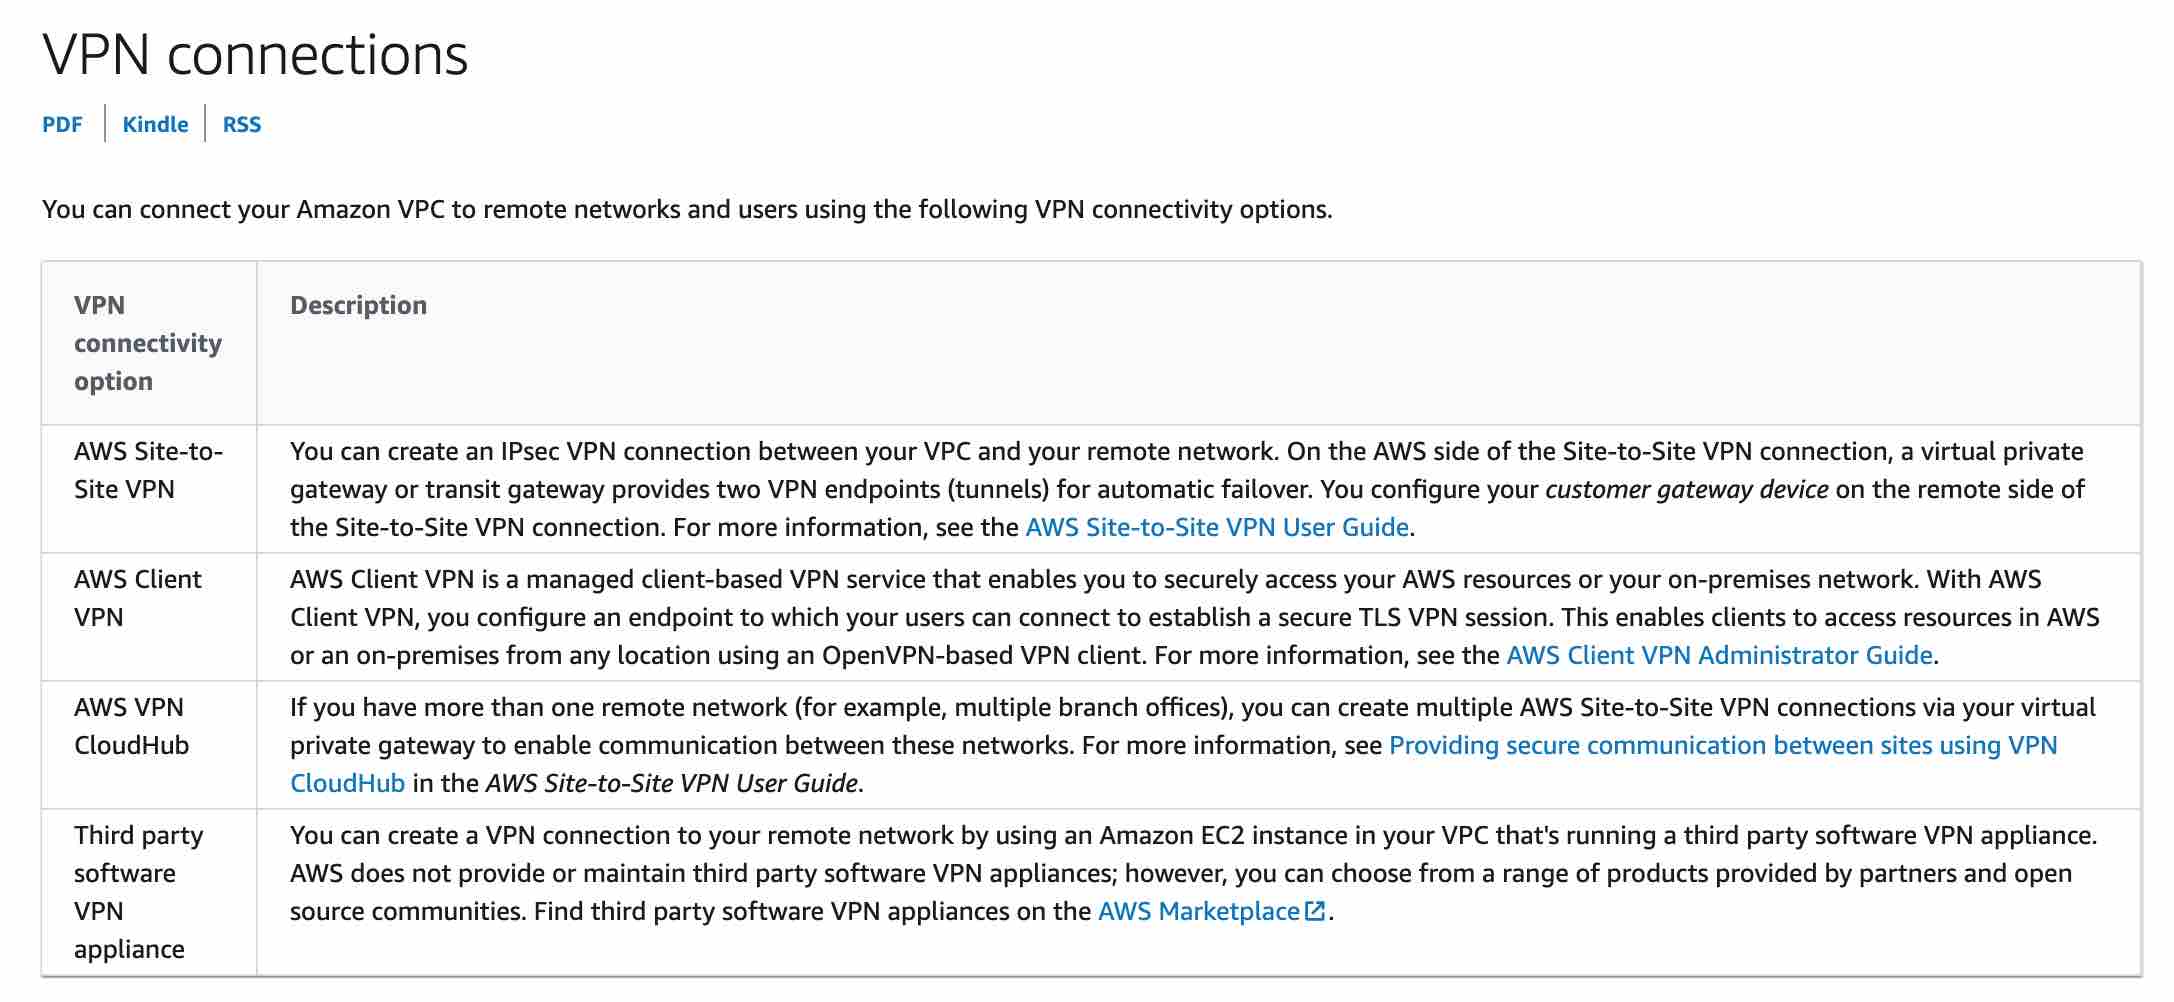 VPN connections
PDF
Kindle
RSS
You can connect your Amazon VPC to remote networks and users using the following VPN connectivity options.
VPN
connectivity
option
Description
AWS Site-to-
Site VPN
You can create an IPsec VPN connection between your VPC and your remote network. On the AWS side of the Site-to-Site VPN connection, a virtual private
gateway or transit gateway provides two VPN endpoints (tunnels) for automatic failover. You configure your customer gateway device on the remote side of
the Site-to-Site VPN connection. For more information, see the AWS Site-to-Site VPN User Guide.
AWS Client
VPN
AWS Client VPN is a managed client-based VPN service that enables you to securely access your AWS resources or your on-premises network. With AWS
Client VPN, you configure an endpoint to which your users can connect to establish a secure TLS VPN session. This enables clients to access resources in AWS
or an on-premises from any location using an OpenVPN-based VPN client. For more information, see the AWS Client VPN Administrator Guide.
AWS VPN
CloudHub
If you have more than one remote network (for example, multiple branch offices), you can create multiple AWS Site-to-Site VPN connections via your virtual
private gateway to enable communication between these networks. For more information, see Providing secure communication between sites using VPN
CloudHub in the AWS Site-to-Site VPN User Guide.
Third party
software
VPN
appliance
You can create a VPN connection to your remote network by using an Amazon EC2 instance in your VPC that's running a third party software VPN appliance.
AWS does not provide or maintain third party software VPN appliances; however, you can choose from a range of products provided by partners and open
source communities. Find third party software VPN appliances on the AWS Marketplace.